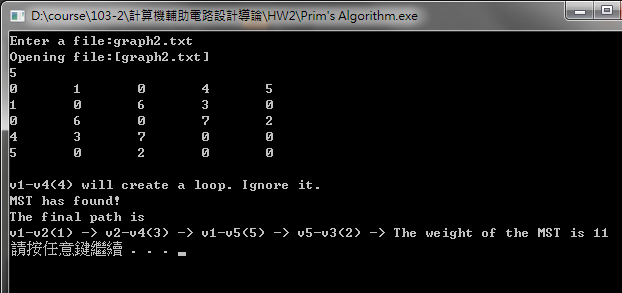 D:\course\103-2\計算機輔助電路設計導論\HW2\Prim's Algorithm.exe
Enter a file:graph2.txt
Opening file:[graph2.txt]
5
0 1 0 4 5
1 0 6 3 0
0 6 0 7 2
4 3 7 0 0
5 0 2 0 0
v1-v4(4) will create a loop. Ignore it.
MST has found!
The final path is
v1-v2(1) -> v2-v4(3) -> v1-v5(5) -> v5-v3(2) -> The weight of the MST is 11
請按任意鍵繼續 . . .